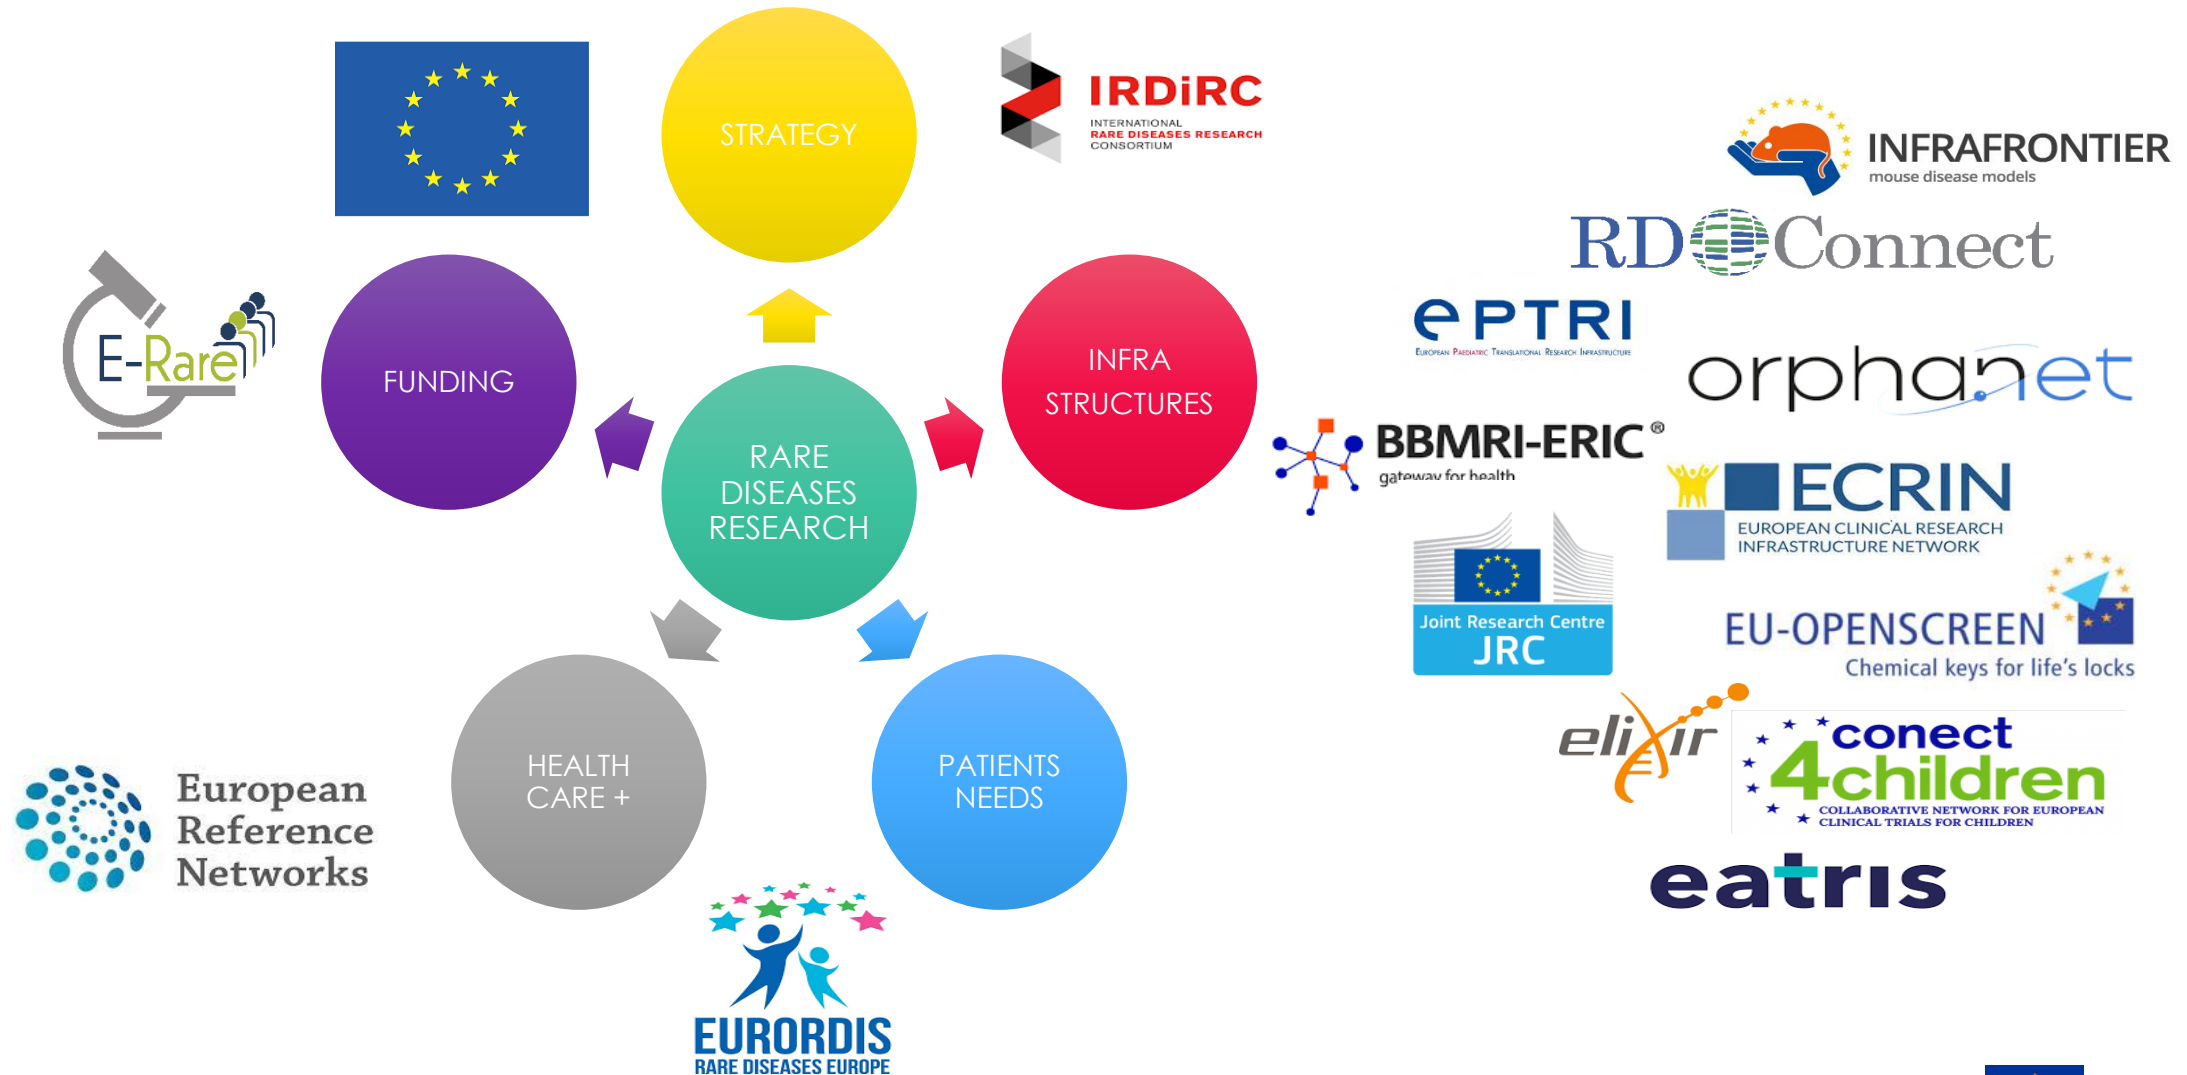 STRATEGY
IRDiRC
INTERNATIONAL
RARE DISEASES RESEARCH
CONSORTIUM
INFRAFRONTIER
mouse disease models
RD Connect
E-Rare
FUNDING
INFRA
STRUCTURES
ePTRI
EUROPEAN PAEDIATRIC TRANSLATIONAL RESEARCH INFRASTRUCTURE
orphanet
RARE
DISEASES
RESEARCH
BBMRI-ERIC®
gateway for health
ECRIN
EUROPEAN CLINICAL RESEARCH
INFRASTRUCTURE NETWORK
Joint Research Centre
JRC
EU-OPENSCREEN
Chemical keys for life's locks
elixir
conect
4children
COLLABORATIVE NETWORK FOR EUROPEAN
CLINICAL TRIALS FOR CHILDREN
HEALTH
CARE +
PATIENTS
NEEDS
European
Reference
Networks
eatris
EURORDIS
RARE DISEASES EUROPE